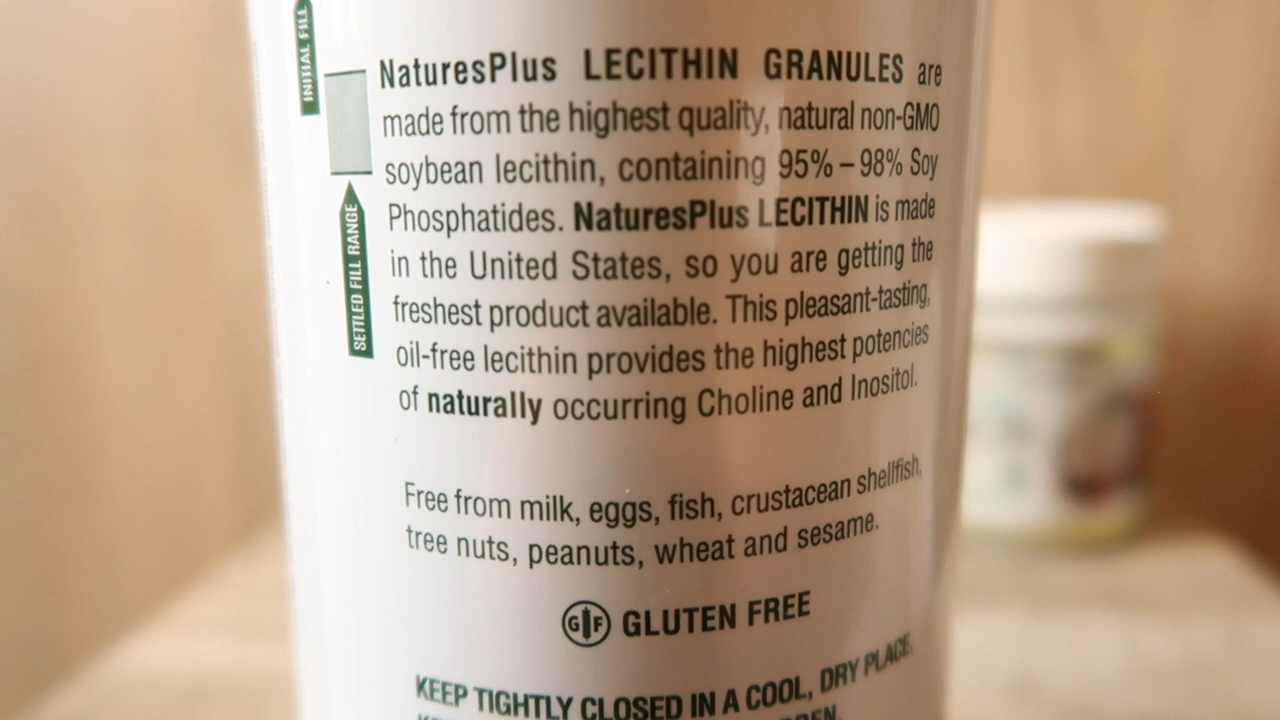 INITIAL FILL
SETTLED FILL RANGE
NaturesPlus LECITHIN GRANULES are
made from the highest quality, natural non-GMO
soybean lecithin, containing 95% – 98% Soy
Phosphatides. NaturesPlus LECITHIN is made
in the United States, so you are getting the
freshest product available. This pleasant-tasting,
oil-free lecithin provides the highest potencies
of naturally occurring Choline and Inositol.
Free from milk, eggs, fish, crustacean shellfish,
tree nuts, peanuts, wheat and sesame.
GF GLUTEN FREE
KEEP TIGHTLY CLOSED IN A COOL, DRY PLACE.